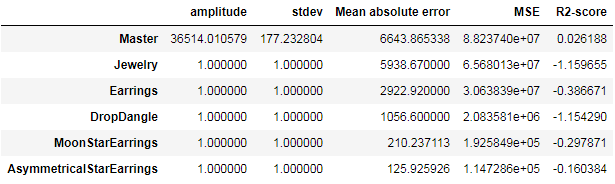 amplitude stdev Mean absolute error MSE R2-score
Master 36514.010579 177.232804 6643.865338 8.823740e+07 0.026188
Jewelry 1.000000 1.000000 5938.670000 6.568013e+07 -1.159655
Earrings 1.000000 1.000000 2922.920000 3.063839e+07 -0.386671
DropDangle 1.000000 1.000000 1056.600000 2.083581e+06 -1.154290
MoonStarEarrings 1.000000 1.000000 210.237113 1.925849e+05 -0.297871
AsymmetricalStarEarrings 1.000000 1.000000 125.925926 1.147286e+05 -0.160384